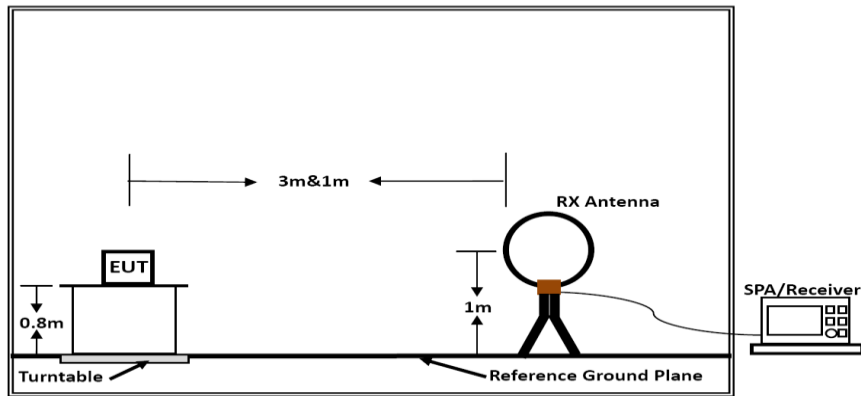 3m&1m
RX Antenna
EUT
SPA/Receiver
0.8m
1m
Turntable
Reference Ground Plane